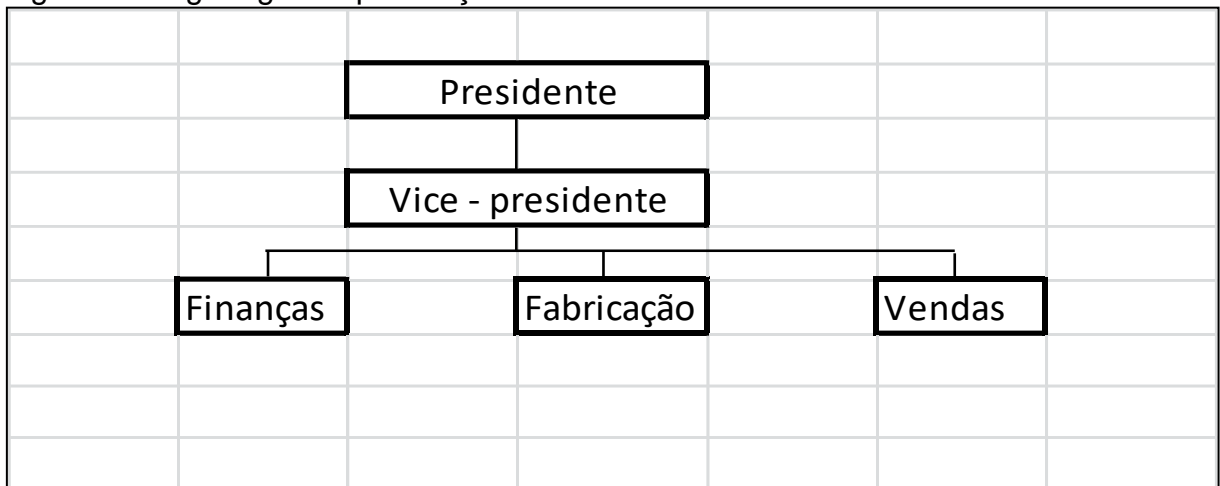 Presidente
Vice - presidente
Finanças Fabricação Vendas